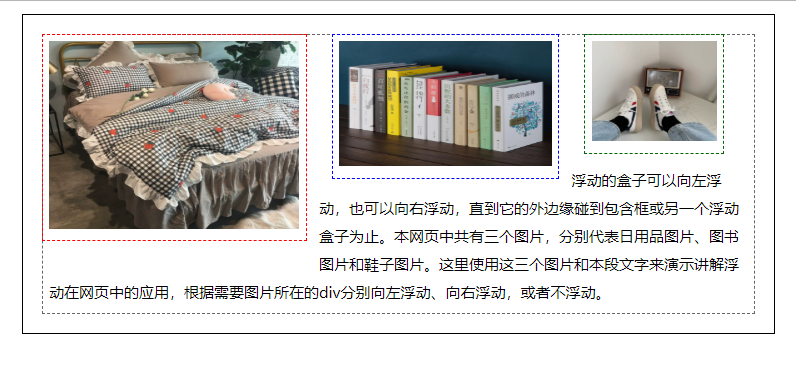 浮动的盒子可以向左浮
动，也可以向右浮动，直到它的外边缘碰到包含框或另一个浮动
盒子为止。本网页中共有三个图片，分别代表日用品图片、图书
图片和鞋子图片。这里使用这三个图片和本段文字来演示讲解浮
动在网页中的应用，根据需要图片所在的div分别向左浮动、向右浮动，或者不浮动。